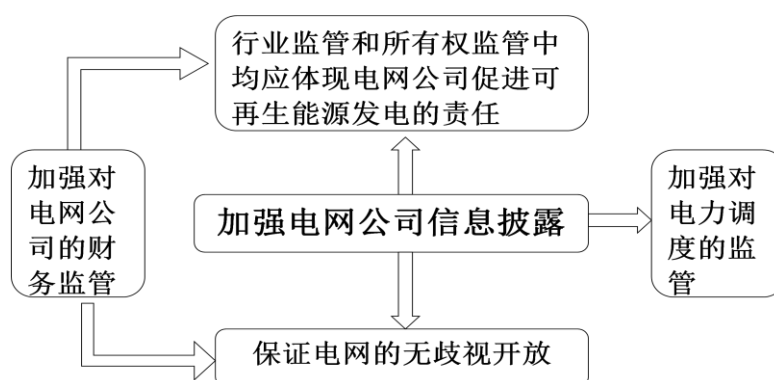 行业监管和所有权监管中
均应体现电网公司促进可
再生能源发电的责任
加强对
电网公
司的财
务监管
加强电网公司信息披露
加强对
电力调
度的监
管
保证电网的无歧视开放